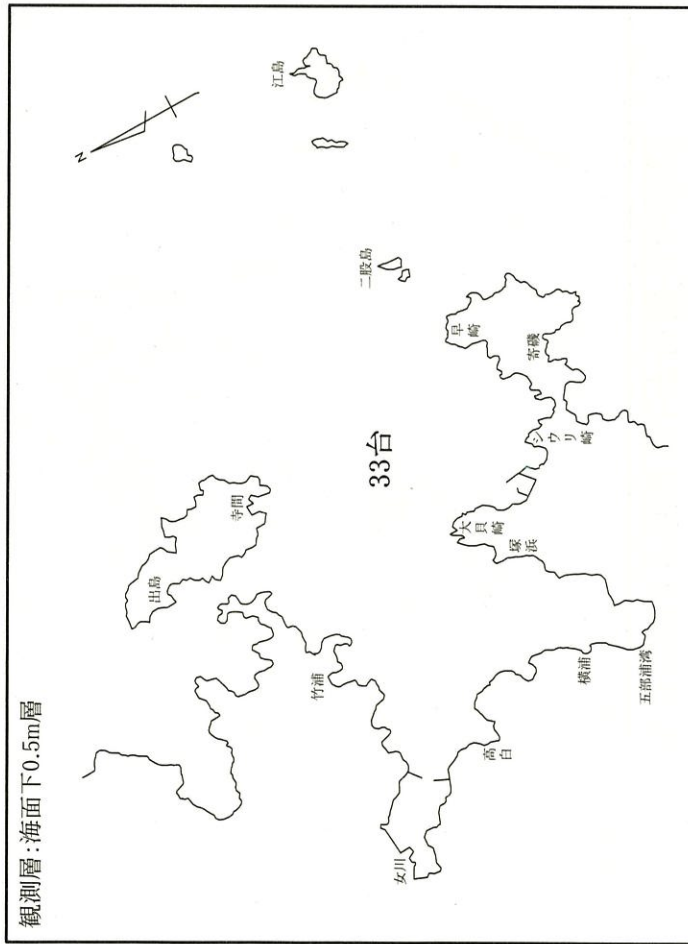 観測層:海面下0.5m層
N
江島
二股島
早崎
寄磯
シウリ崎
33台
大貝崎
塚浜
寺間
出島
竹浦
横浦
五部浦湾
高白
女川